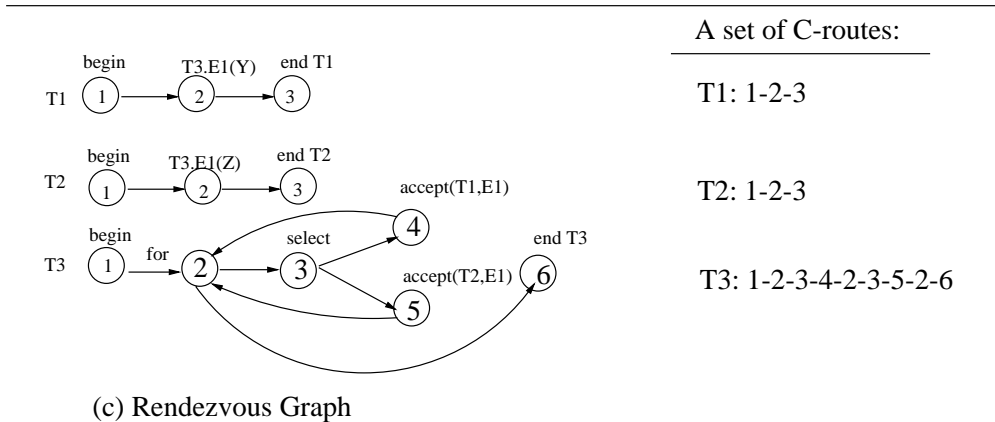 A set of C-routes:
begin T3.E1(Y) end T1
T1 1 2 3
T1: 1-2-3
begin T3.E1(Z) end T2
T2 1 2 3
T2: 1-2-3
accept(T1,E1)
4
begin for select end T3
T3 1 2 3 6
accept(T2,E1)
5
T3: 1-2-3-4-2-3-5-2-6
(c) Rendezvous Graph